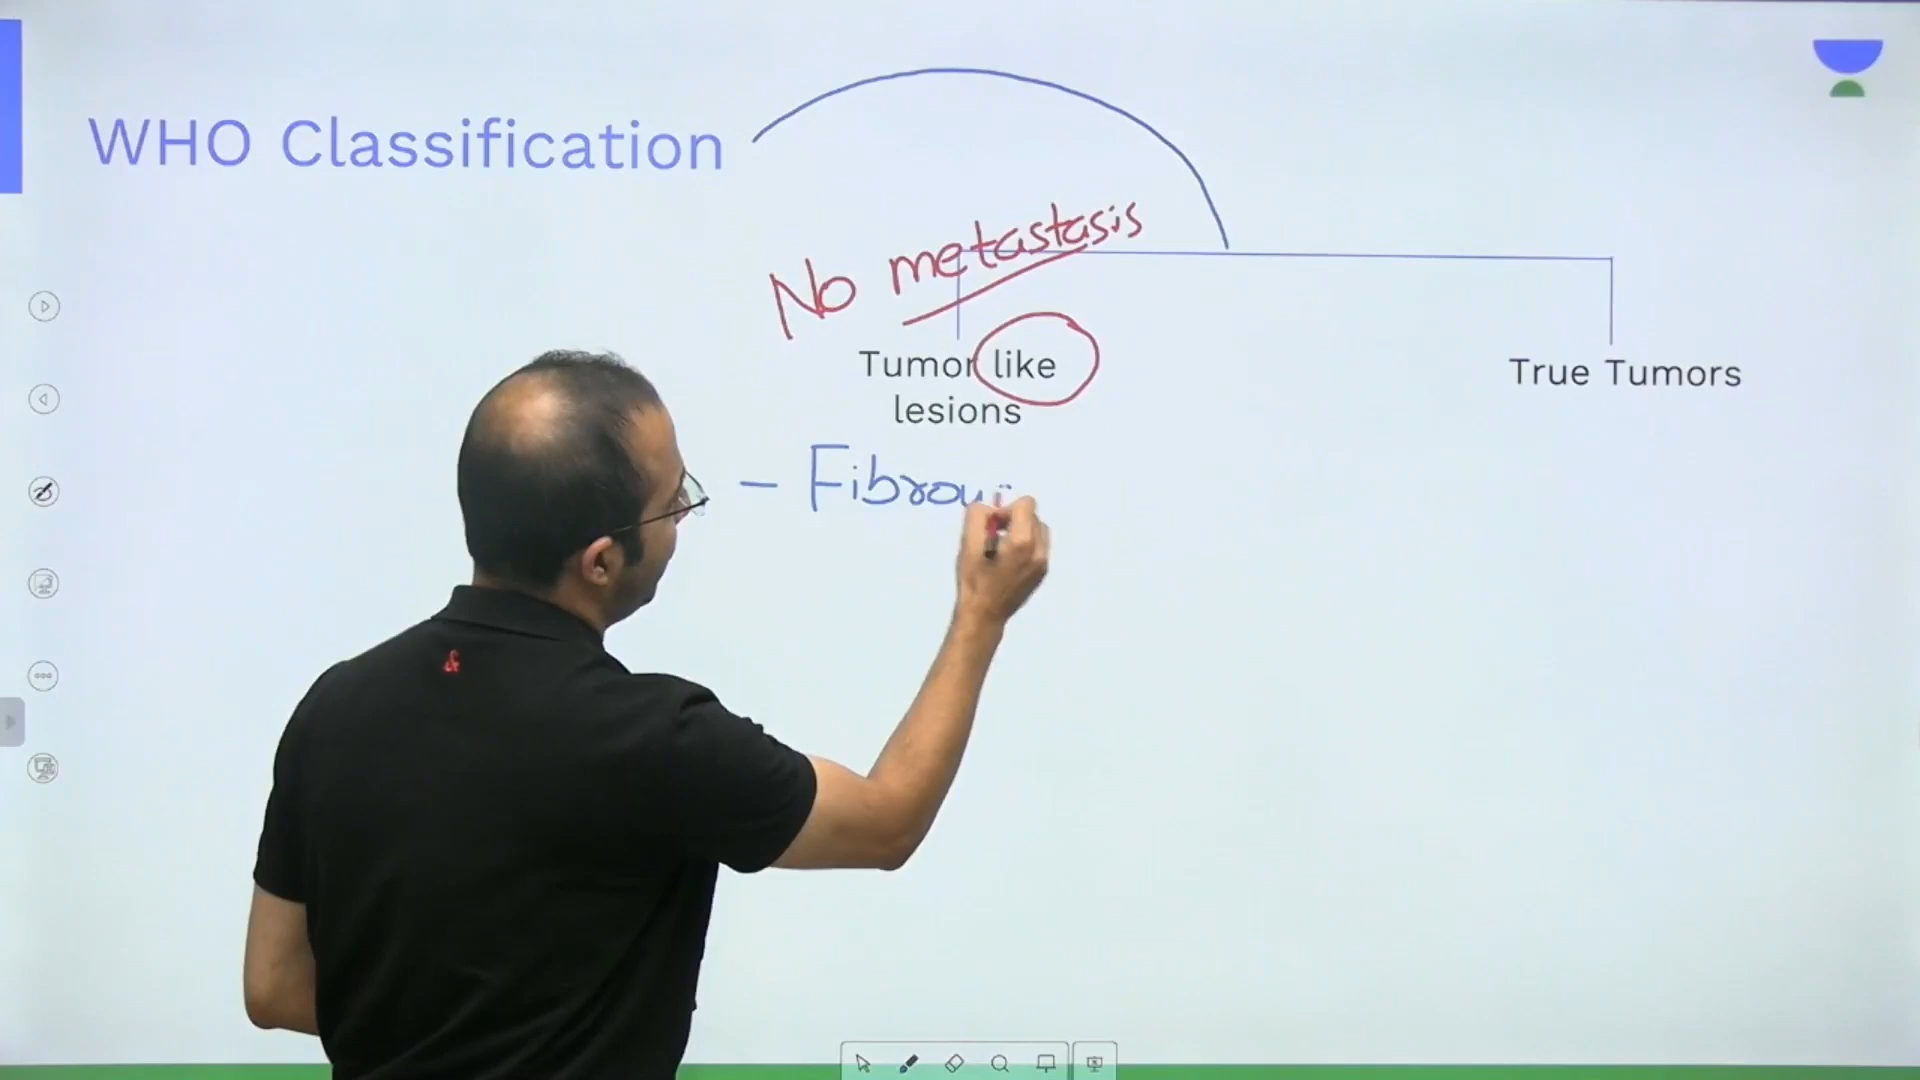 WHO Classification
No metastasis
Tumor like
lesions
True Tumors
- Fibrou